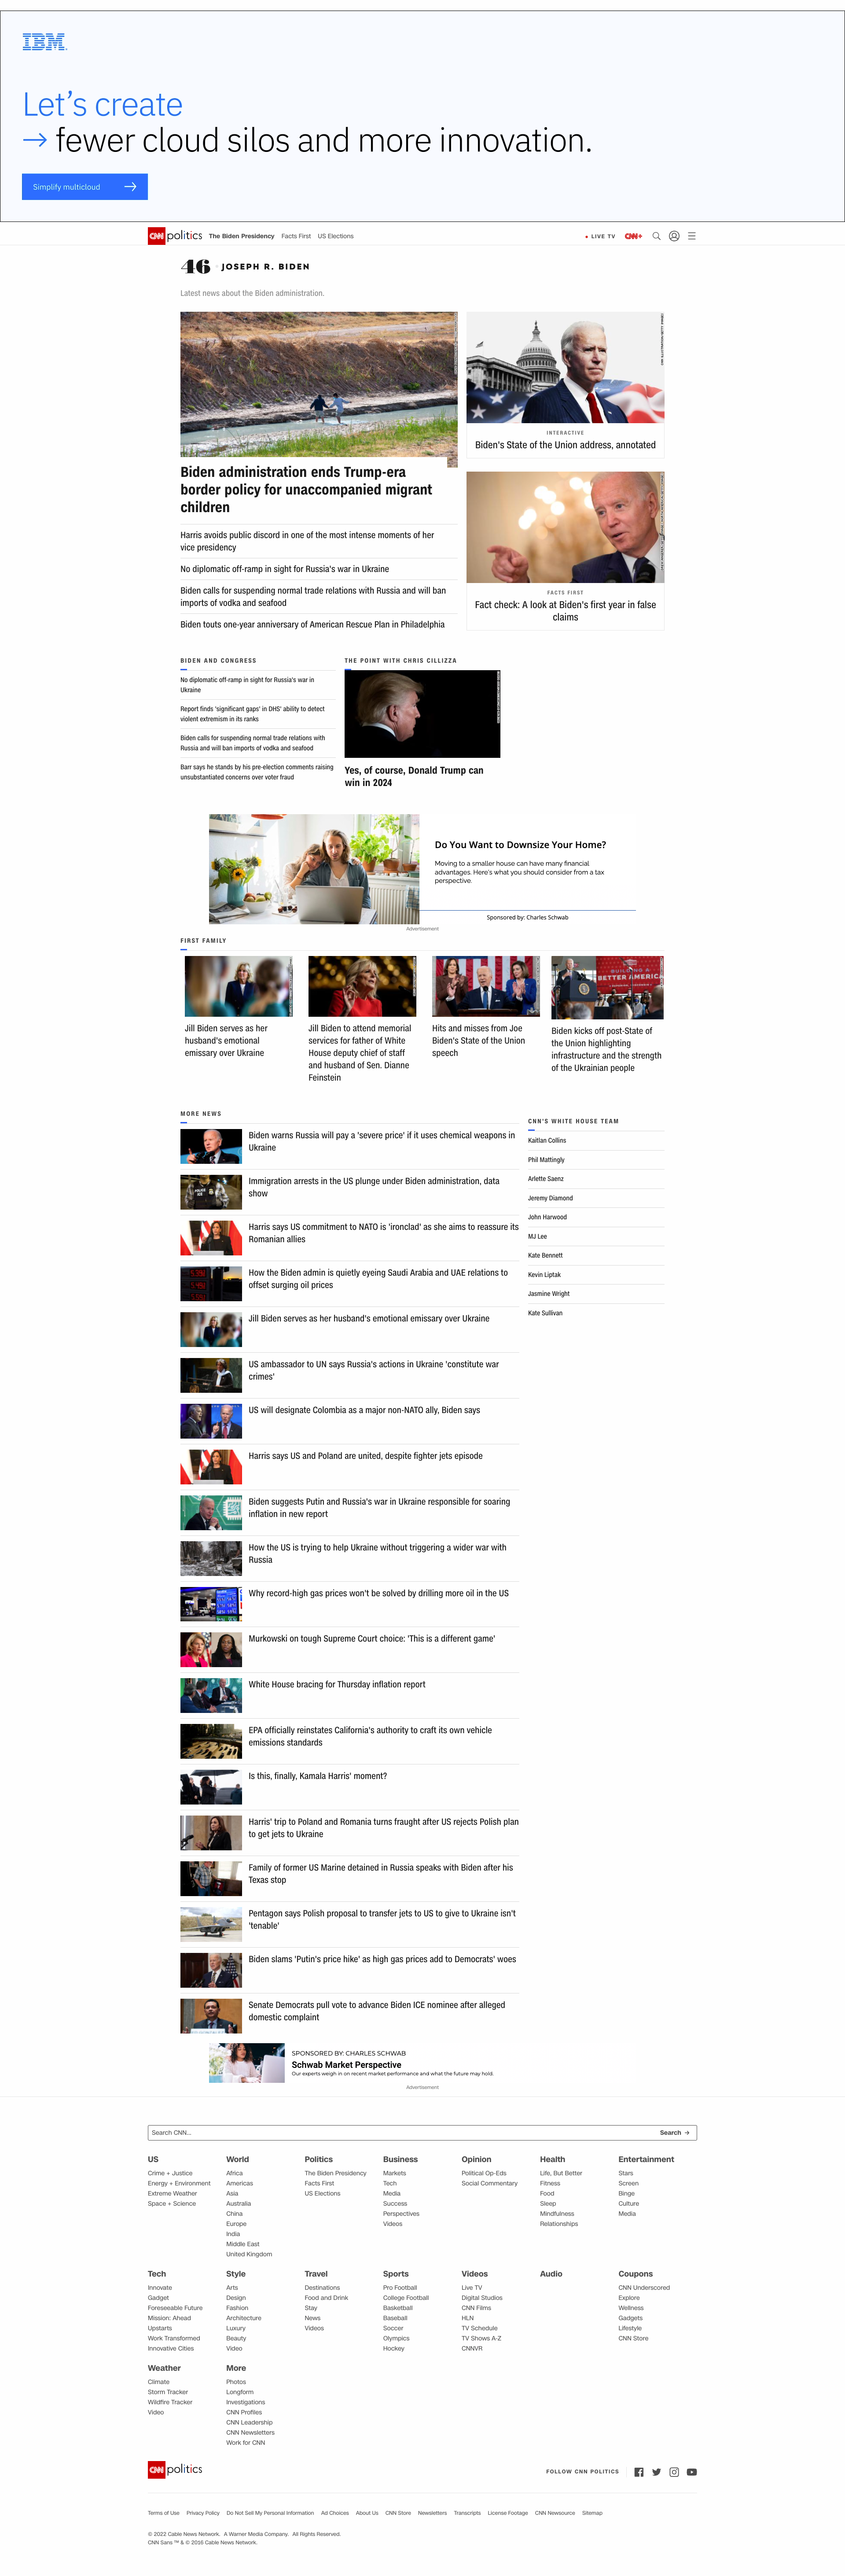 IBM
Let's create
→ fewer cloud silos and more innovation.
Simplify multicloud →
CNN politics The Biden Presidency Facts First US Elections LIVE TV CNN+
46 JOSEPH R. BIDEN
Latest news about the Biden administration.
Biden administration ends Trump-era
border policy for unaccompanied migrant
children
Harris avoids public discord in one of the most intense moments of her
vice presidency
No diplomatic off-ramp in sight for Russia's war in Ukraine
Biden calls for suspending normal trade relations with Russia and will ban
imports of vodka and seafood
Biden touts one-year anniversary of American Rescue Plan in Philadelphia
INTERACTIVE
Biden's State of the Union address, annotated
FACTS FIRST
Fact check: A look at Biden's first year in false
claims
BIDEN AND CONGRESS
No diplomatic off-ramp in sight for Russia's war in
Ukraine
Report finds 'significant gaps' in DHS' ability to detect
violent extremism in its ranks
Biden calls for suspending normal trade relations with
Russia and will ban imports of vodka and seafood
Barr says he stands by his pre-election comments raising
unsubstantiated concerns over voter fraud
THE POINT WITH CHRIS CILLIZZA
Yes, of course, Donald Trump can
win in 2024
Do You Want to Downsize Your Home?
Moving to a smaller house can have many financial
advantages. Here's what you should consider from a tax
perspective.
Sponsored by: Charles Schwab
Advertisement
FIRST FAMILY
Jill Biden serves as her
husband's emotional
emissary over Ukraine
Jill Biden to attend memorial
services for father of White
House deputy chief of staff
and husband of Sen. Dianne
Feinstein
Hits and misses from Joe
Biden's State of the Union
speech
BUILDING A
BETTER AMERICA
Biden kicks off post-State of
the Union highlighting
infrastructure and the strength
of the Ukrainian people
MORE NEWS
Biden warns Russia will pay a 'severe price' if it uses chemical weapons in
Ukraine
Immigration arrests in the US plunge under Biden administration, data
show
Harris says US commitment to NATO is 'ironclad' as she aims to reassure its
Romanian allies
How the Biden admin is quietly eyeing Saudi Arabia and UAE relations to
offset surging oil prices
Jill Biden serves as her husband's emotional emissary over Ukraine
US ambassador to UN says Russia's actions in Ukraine 'constitute war
crimes'
US will designate Colombia as a major non-NATO ally, Biden says
Harris says US and Poland are united, despite fighter jets episode
Biden suggests Putin and Russia's war in Ukraine responsible for soaring
inflation in new report
How the US is trying to help Ukraine without triggering a wider war with
Russia
Why record-high gas prices won't be solved by drilling more oil in the US
Murkowski on tough Supreme Court choice: 'This is a different game'
White House bracing for Thursday inflation report
EPA officially reinstates California's authority to craft its own vehicle
emissions standards
Is this, finally, Kamala Harris' moment?
Harris' trip to Poland and Romania turns fraught after US rejects Polish plan
to get jets to Ukraine
Family of former US Marine detained in Russia speaks with Biden after his
Texas stop
Pentagon says Polish proposal to transfer jets to US to give to Ukraine isn't
'tenable'
Biden slams 'Putin's price hike' as high gas prices add to Democrats' woes
Senate Democrats pull vote to advance Biden ICE nominee after alleged
domestic complaint
CNN'S WHITE HOUSE TEAM
Kaitlan Collins
Phil Mattingly
Arlette Saenz
Jeremy Diamond
John Harwood
MJ Lee
Kate Bennett
Kevin Liptak
Jasmine Wright
Kate Sullivan
SPONSORED BY: CHARLES SCHWAB
Schwab Market Perspective
Our experts weigh in on recent market performance and what the future may hold.
Advertisement
Search CNN... Search →
US
Crime + Justice
Energy + Environment
Extreme Weather
Space + Science
World
Africa
Americas
Asia
Australia
China
Europe
India
Middle East
United Kingdom
Politics
The Biden Presidency
Facts First
US Elections
Business
Markets
Tech
Media
Success
Perspectives
Videos
Opinion
Political Op-Eds
Social Commentary
Health
Life, But Better
Fitness
Food
Sleep
Mindfulness
Relationships
Entertainment
Stars
Screen
Binge
Culture
Media
Tech
Innovate
Gadget
Foreseeable Future
Mission: Ahead
Upstarts
Work Transformed
Innovative Cities
Style
Arts
Design
Fashion
Architecture
Luxury
Beauty
Video
Travel
Destinations
Food and Drink
Stay
News
Videos
Sports
Pro Football
College Football
Basketball
Baseball
Soccer
Olympics
Hockey
Videos
Live TV
Digital Studios
CNN Films
HLN
TV Schedule
TV Shows A-Z
CNNVR
Audio
Coupons
CNN Underscored
Explore
Wellness
Gadgets
Lifestyle
CNN Store
Weather
Climate
Storm Tracker
Wildfire Tracker
Video
More
Photos
Longform
Investigations
CNN Profiles
CNN Leadership
CNN Newsletters
Work for CNN
CNN politics FOLLOW CNN POLITICS
Terms of Use Privacy Policy Do Not Sell My Personal Information Ad Choices About Us CNN Store Newsletters Transcripts License Footage CNN Newsource Sitemap
© 2022 Cable News Network. A Warner Media Company. All Rights Reserved.
CNN Sans ™ & © 2016 Cable News Network.